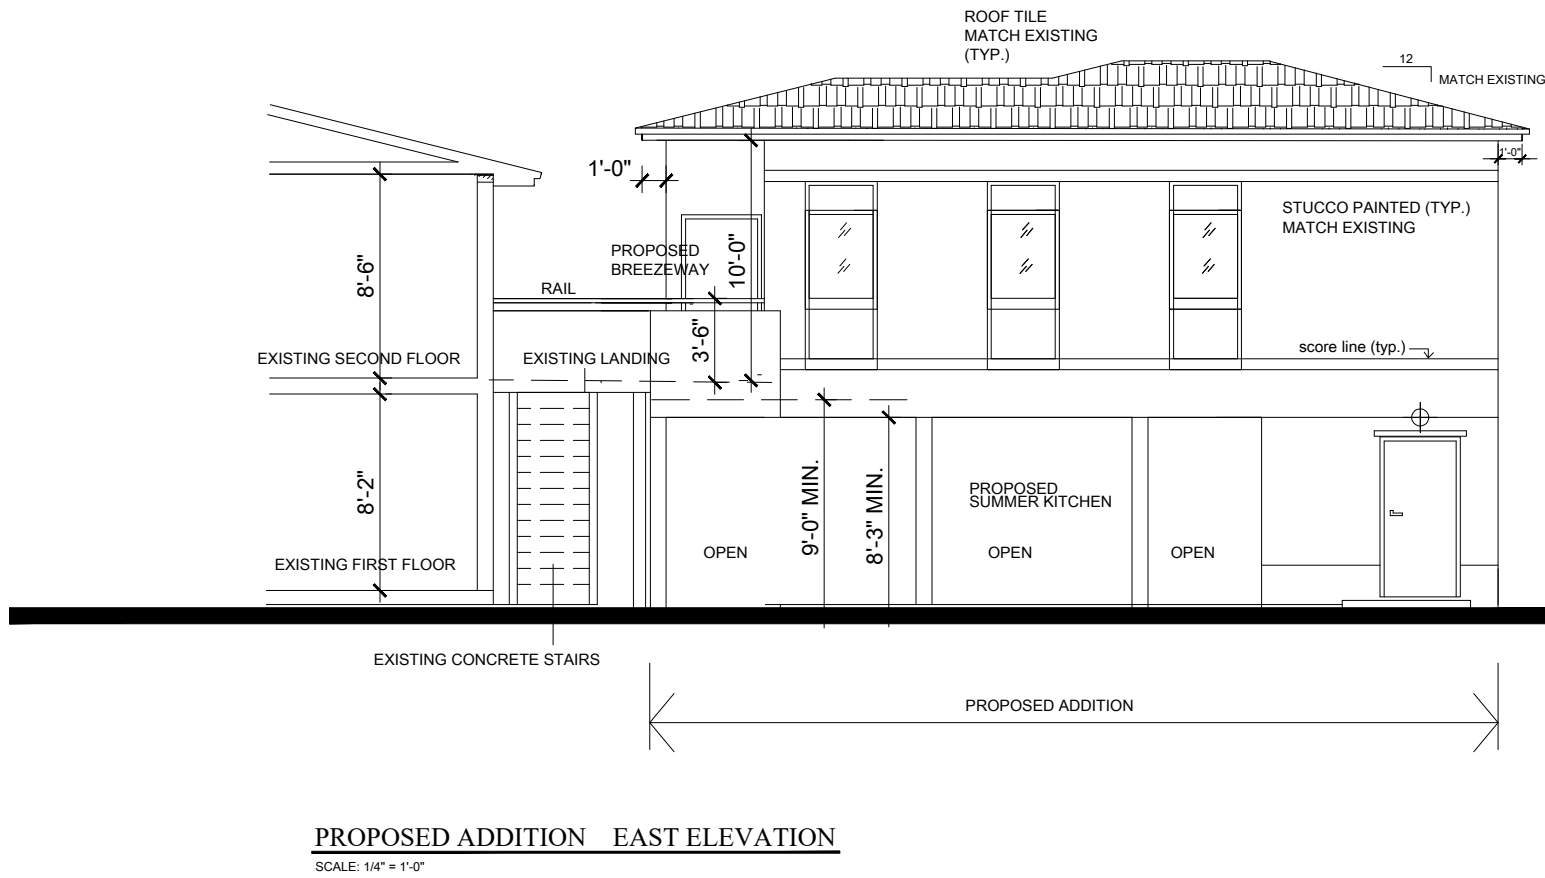 ROOF TILE
MATCH EXISTING
(TYP.)
12
MATCH EXISTING
1'-0"
1'-0"
STUCCO PAINTED (TYP.)
MATCH EXISTING
PROPOSED
BREEZEWAY
10'-0"
8'-6"
RAIL
3'-6"
EXISTING SECOND FLOOR
EXISTING LANDING
score line (typ.)
8'-2"
9'-0" MIN.
8'-3" MIN.
PROPOSED
SUMMER KITCHEN
OPEN
OPEN
OPEN
EXISTING FIRST FLOOR
EXISTING CONCRETE STAIRS
PROPOSED ADDITION
PROPOSED ADDITION EAST ELEVATION
SCALE: 1/4" = 1'-0"